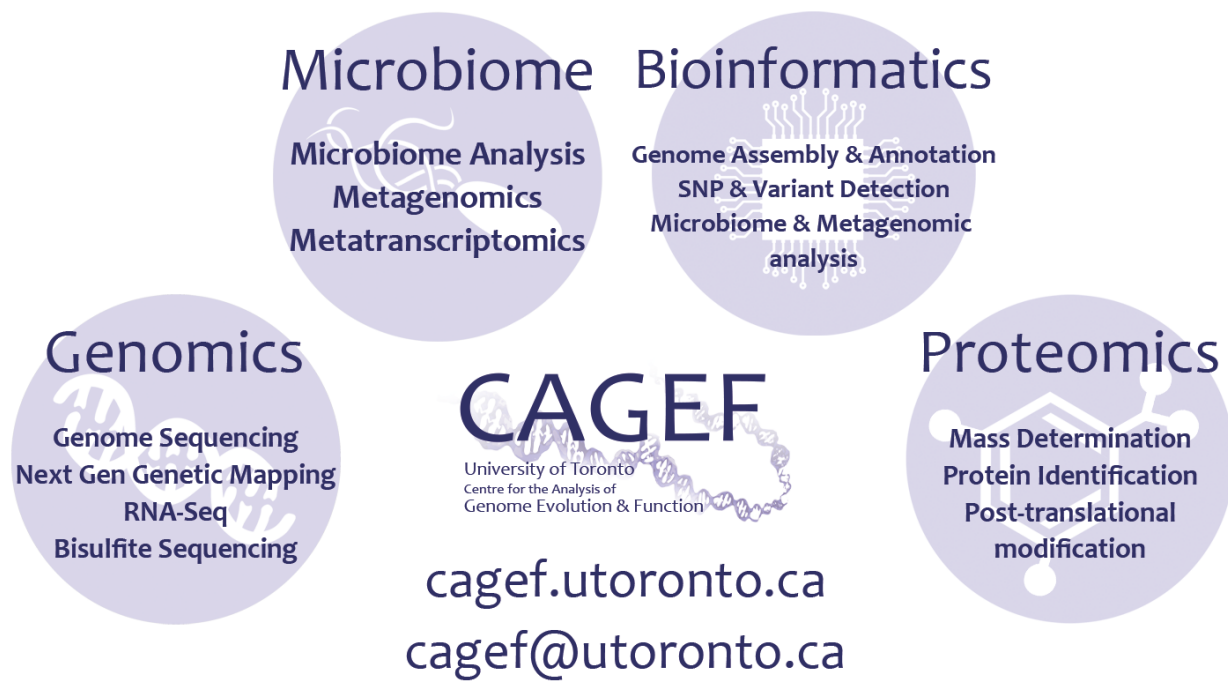 Microbiome
Microbiome Analysis
Metagenomics
Metatranscriptomics
Bioinformatics
Genome Assembly & Annotation
SNP & Variant Detection
Microbiome & Metagenomic
analysis
Genomics
Genome Sequencing
Next Gen Genetic Mapping
RNA-Seq
Bisulfite Sequencing
CAGEF
University of Toronto
Centre for the Analysis of
Genome Evolution & Function
Proteomics
Mass Determination
Protein Identification
Post-translational
modification
cagef.utoronto.ca
cagef@utoronto.ca